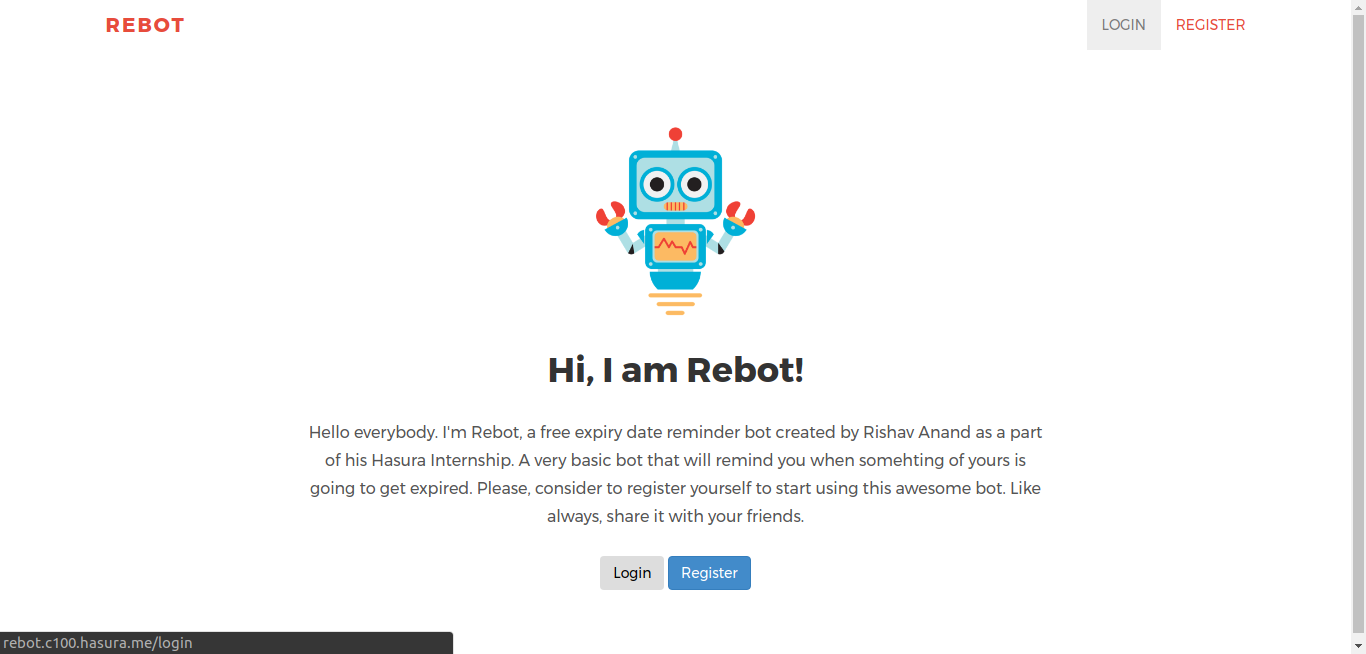 REBOT
LOGIN
REGISTER
Hi, I am Rebot!
Hello everybody. I'm Rebot, a free expiry date reminder bot created by Rishav Anand as a part
of his Hasura Internship. A very basic bot that will remind you when somehting of yours is
going to get expired. Please, consider to register yourself to start using this awesome bot. Like
always, share it with your friends.
Login
Register
rebot.c100.hasura.me/login